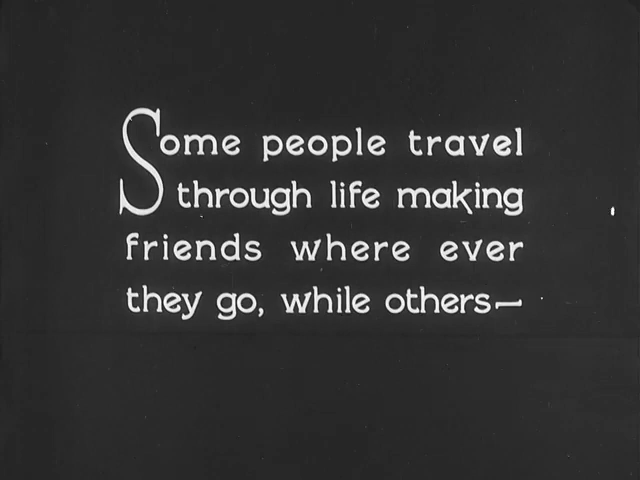 Some people travel
through life making
friends where ever
they go, while others—